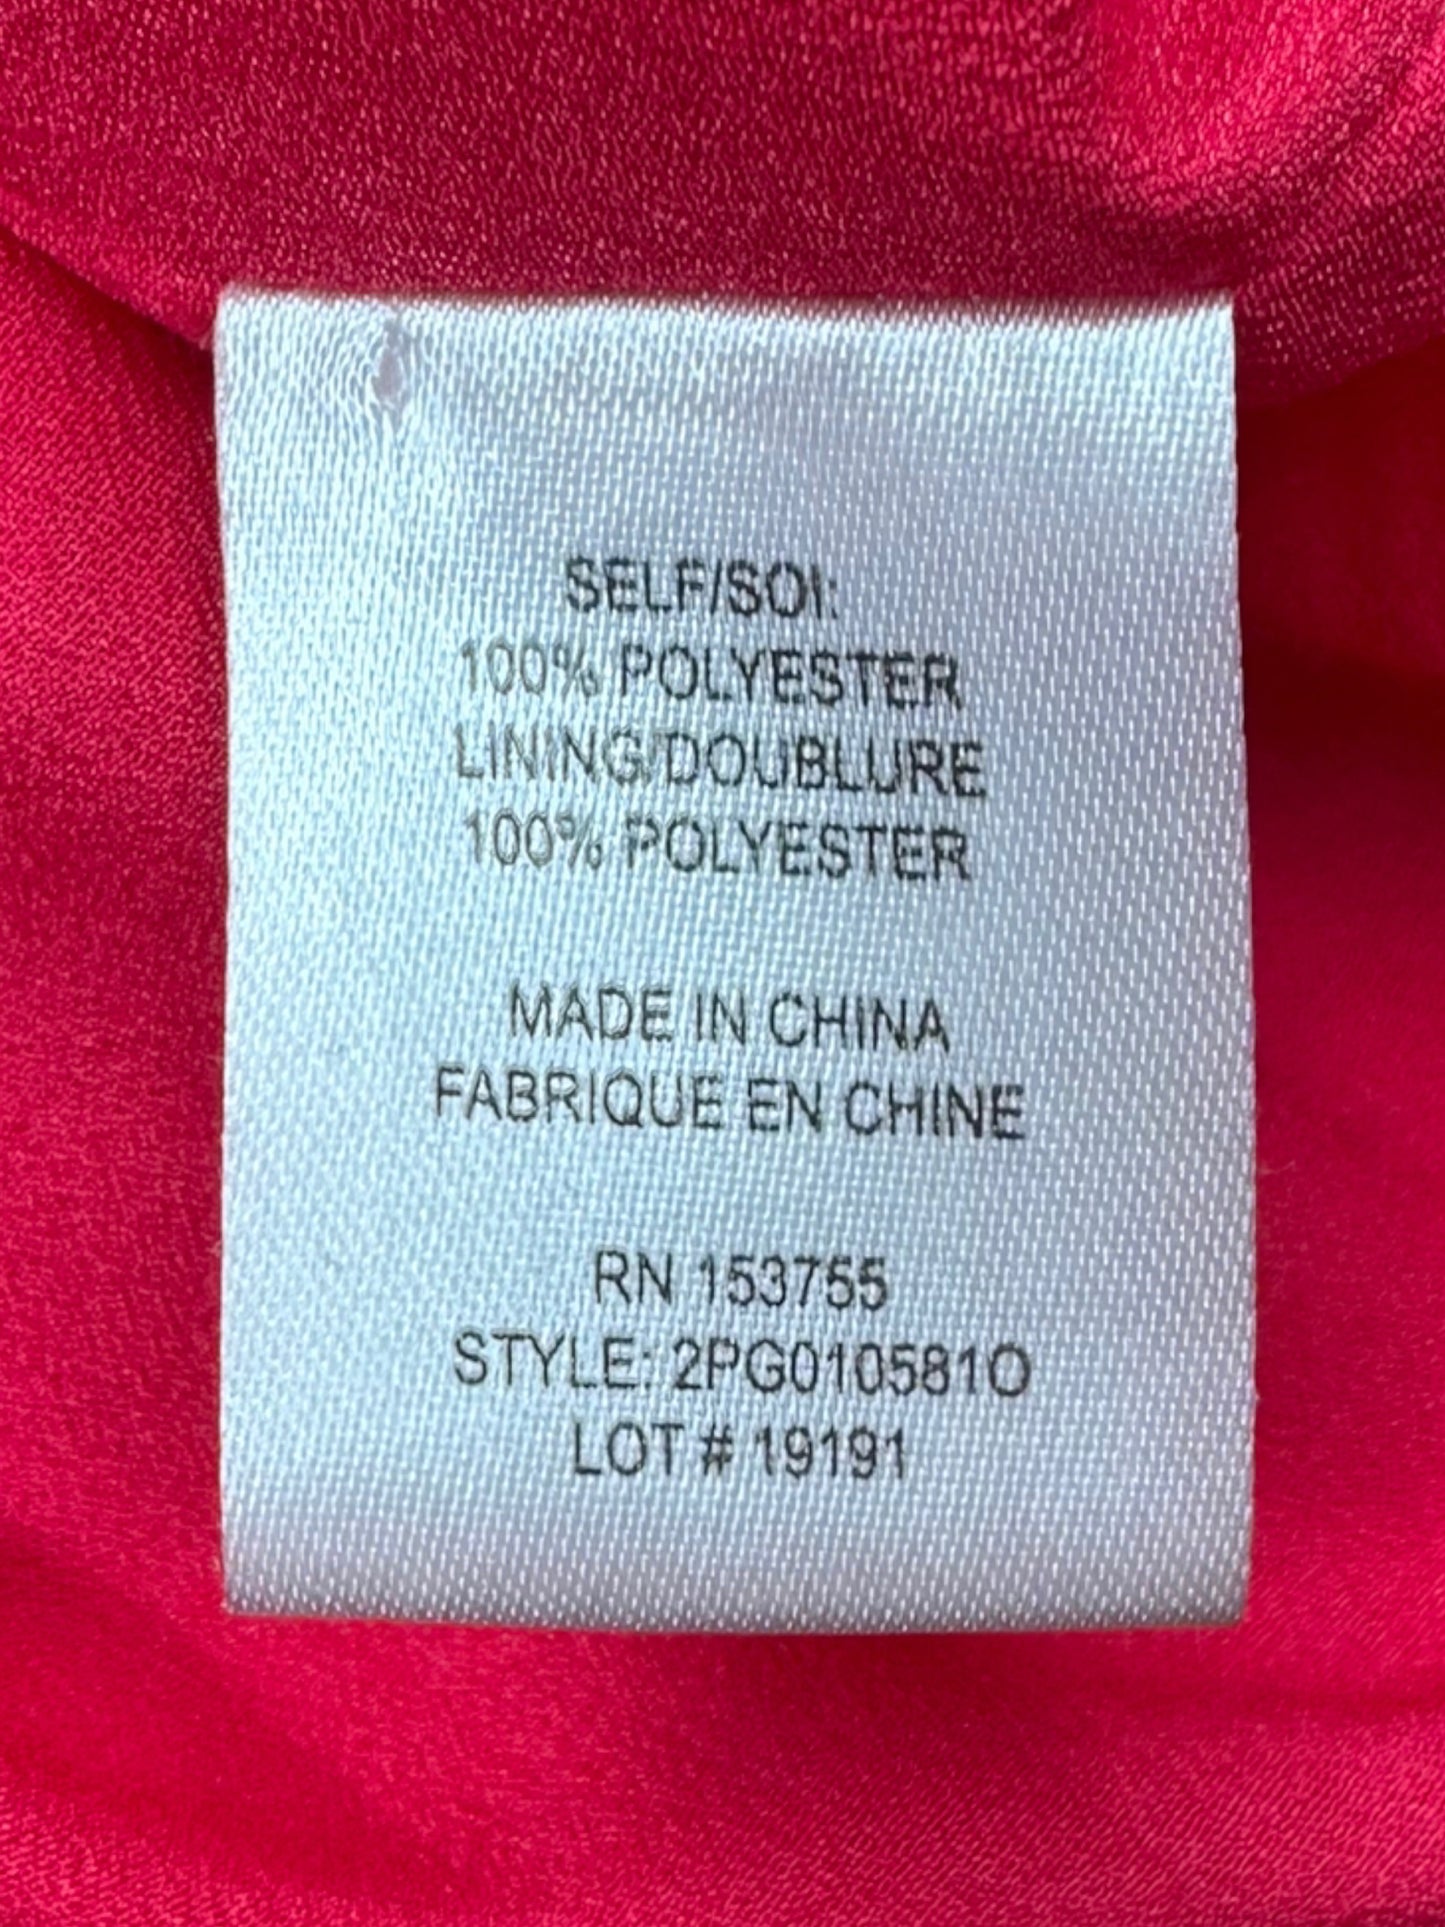 SELF/SOI:
100% POLYESTER
LINING/DOUBLURE
100% POLYESTER
MADE IN CHINA
FABRIQUE EN CHINE
RN 153755
STYLE: 2PG010581O
LOT # 19191